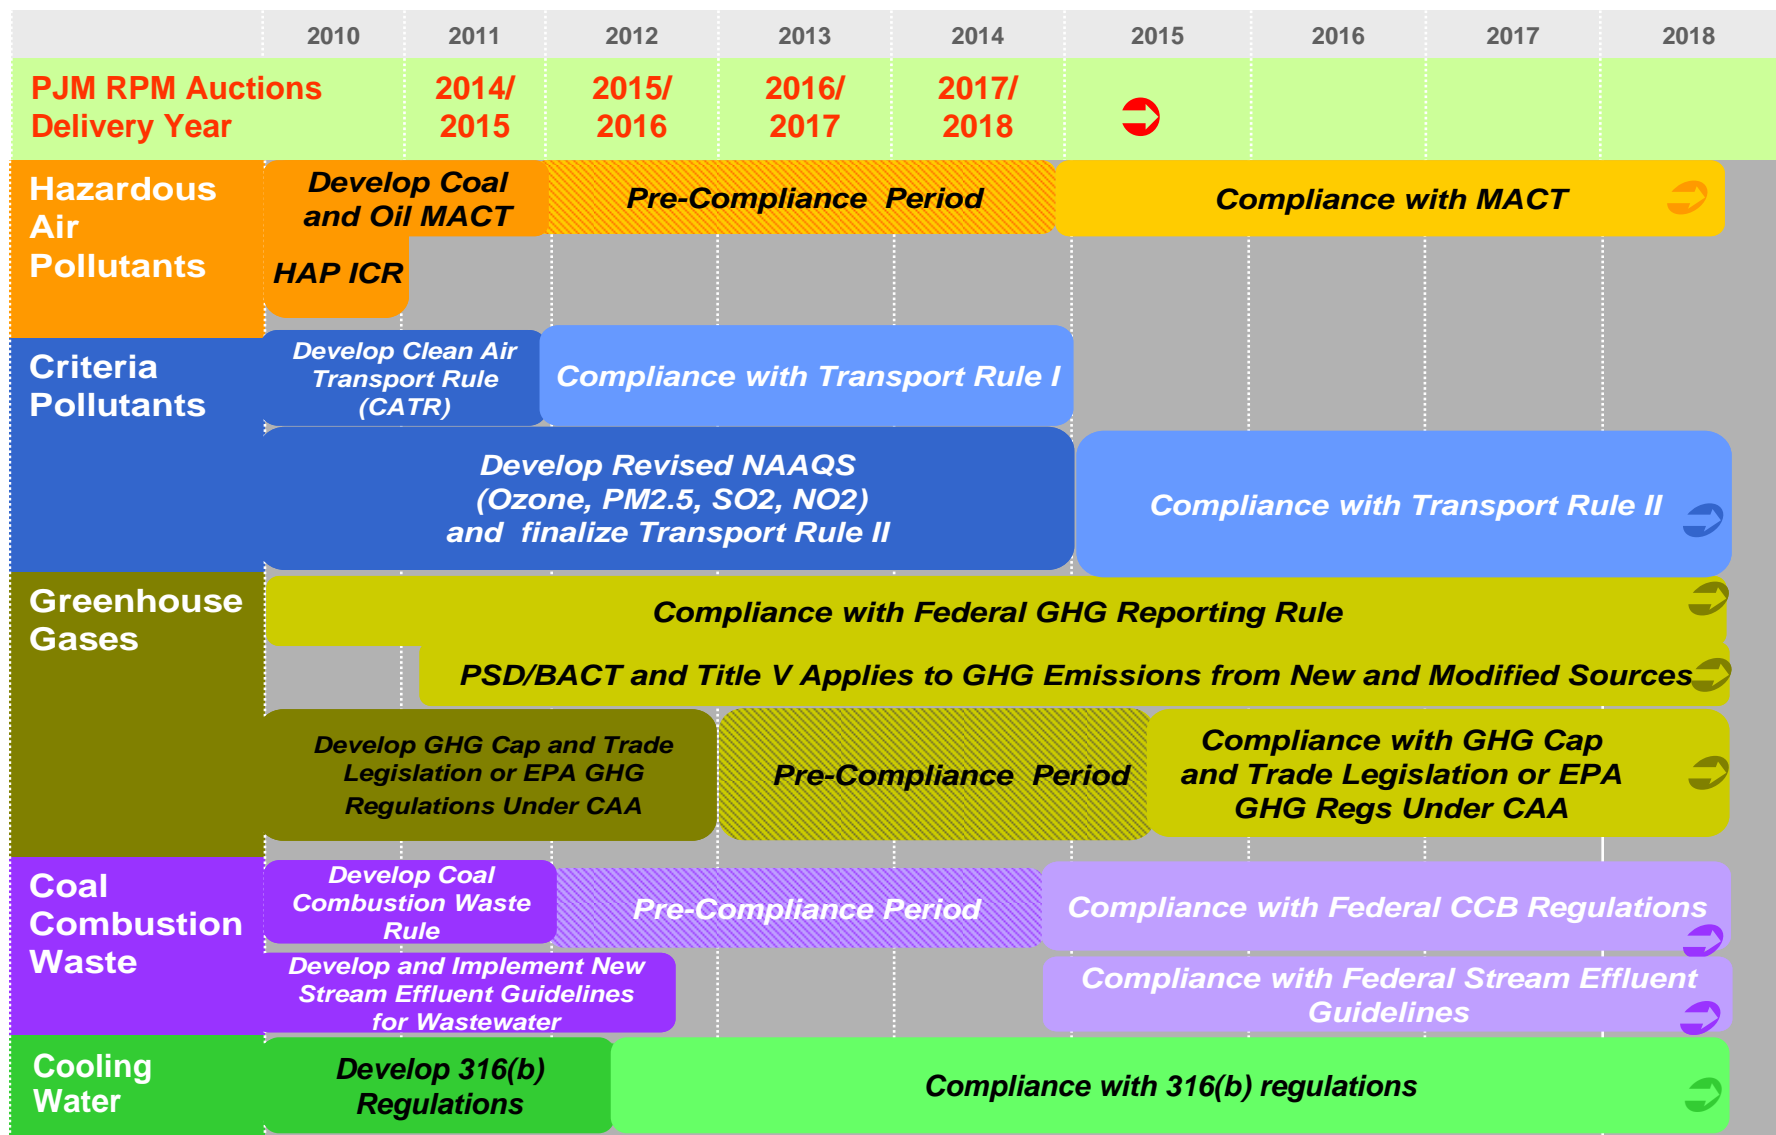 2010 2011 2012 2013 2014 2015 2016 2017 2018
PJM RPM Auctions
Delivery Year
2014/
2015
2015/
2016
2016/
2017
2017/
2018
Hazardous
Air
Pollutants
Develop Coal
and Oil MACT
Pre-Compliance Period
Compliance with MACT
HAP ICR
Criteria
Pollutants
Develop Clean Air
Transport Rule
(CATR)
Compliance with Transport Rule I
Develop Revised NAAQS
(Ozone, PM2.5, SO2, NO2)
and finalize Transport Rule II
Compliance with Transport Rule II
Greenhouse
Gases
Compliance with Federal GHG Reporting Rule
PSD/BACT and Title V Applies to GHG Emissions from New and Modified Sources
Develop GHG Cap and Trade
Legislation or EPA GHG
Regulations Under CAA
Pre-Compliance Period
Compliance with GHG Cap
and Trade Legislation or EPA
GHG Regs Under CAA
Coal
Combustion
Waste
Develop Coal
Combustion Waste
Rule
Pre-Compliance Period
Compliance with Federal CCB Regulations
Develop and Implement New
Stream Effluent Guidelines
for Wastewater
Compliance with Federal Stream Effluent
Guidelines
Cooling
Water
Develop 316(b)
Regulations
Compliance with 316(b) regulations